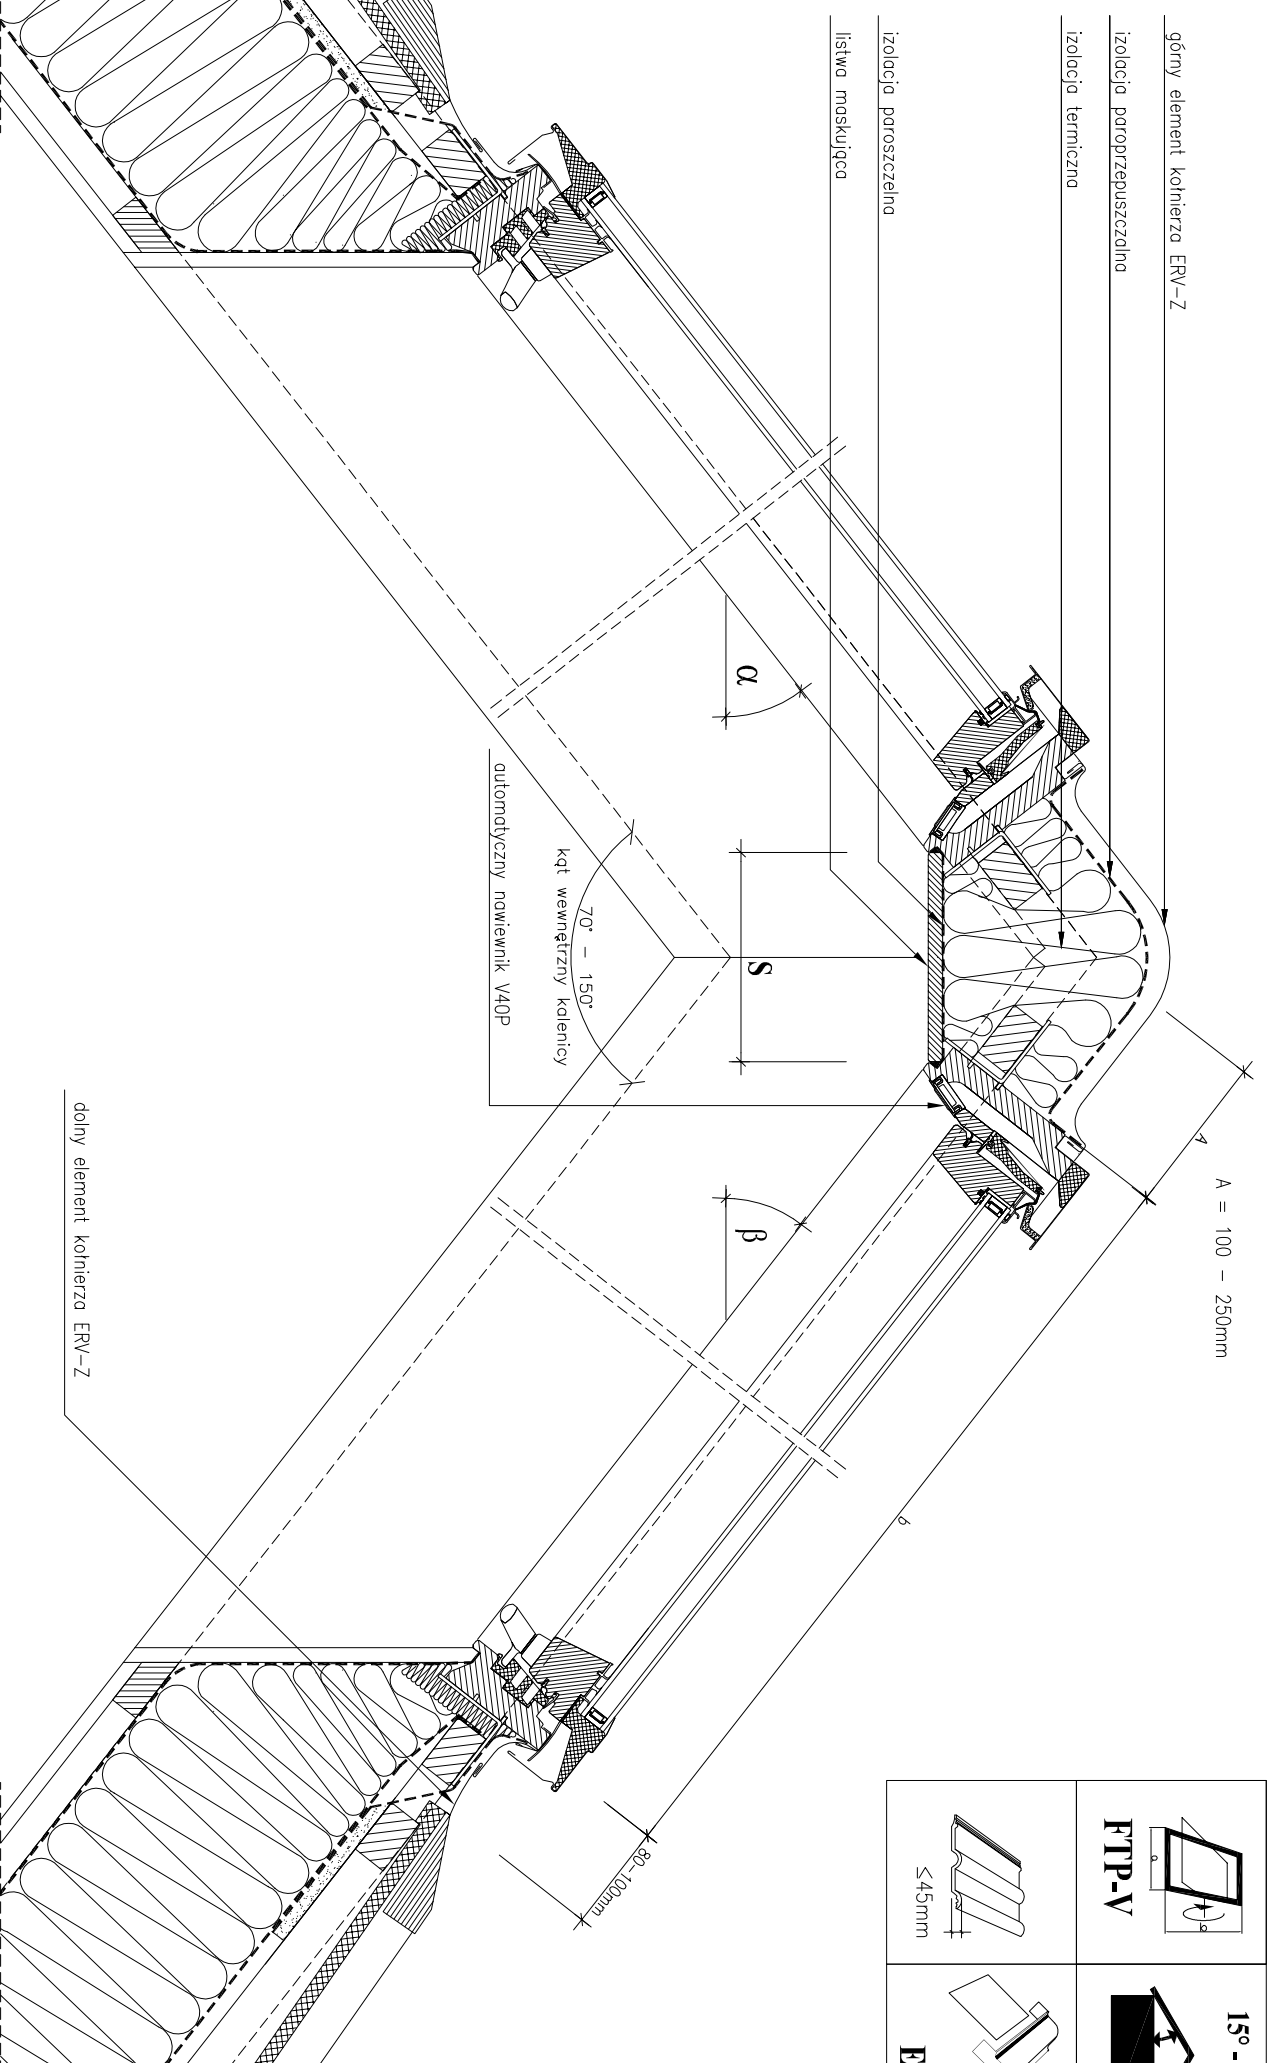 górny element kołnierza ERV-Z
izolacja paroprzepuszczalna
izolacja termiczna
izolacja paroszczelna
listwa maskująca
α
s
β
70° - 150°
kąt wewnętrzny kalenicy
automatyczny nawiewnik V40P
dolny element kołnierza ERV-Z
A
A = 100 - 250mm
b
80-100mm
a
b
FTP-V
15° -
≤45mm
E